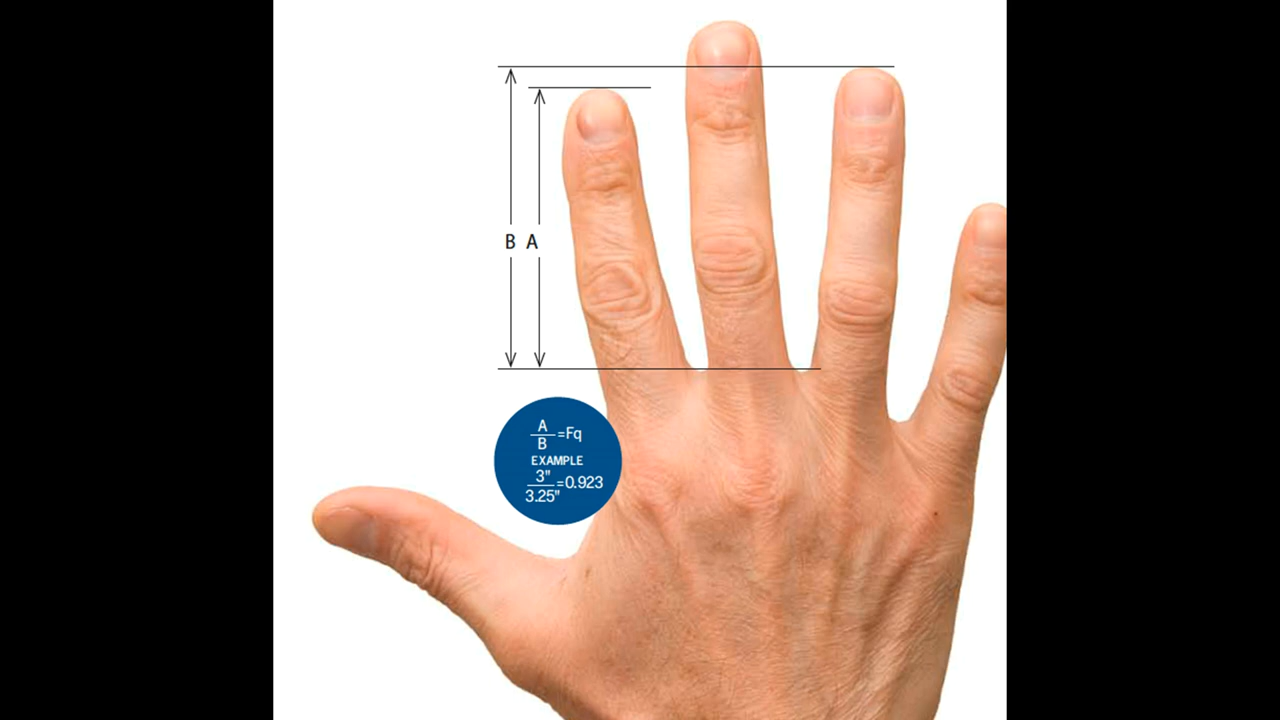 B A
A
B
=Fq
EXAMPLE
3"
3.25"
=0.923